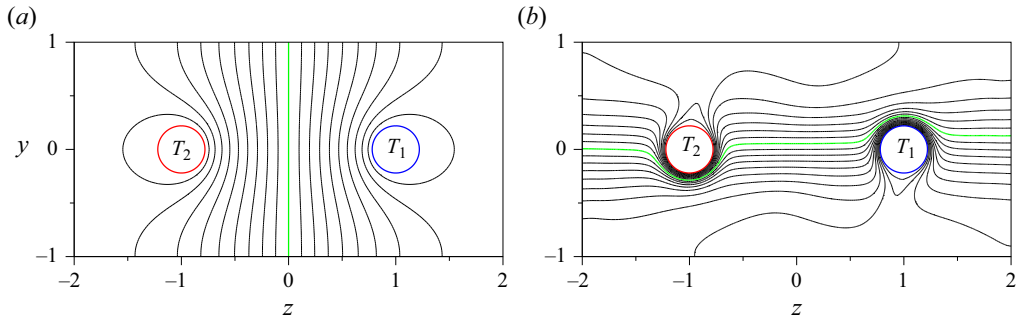 (a) (b)
1 1
y 0 T₂ T₁ 0 T₂ T₁
–1 –1
–2 –1 0 1 2 –2 –1 0 1 2
z z